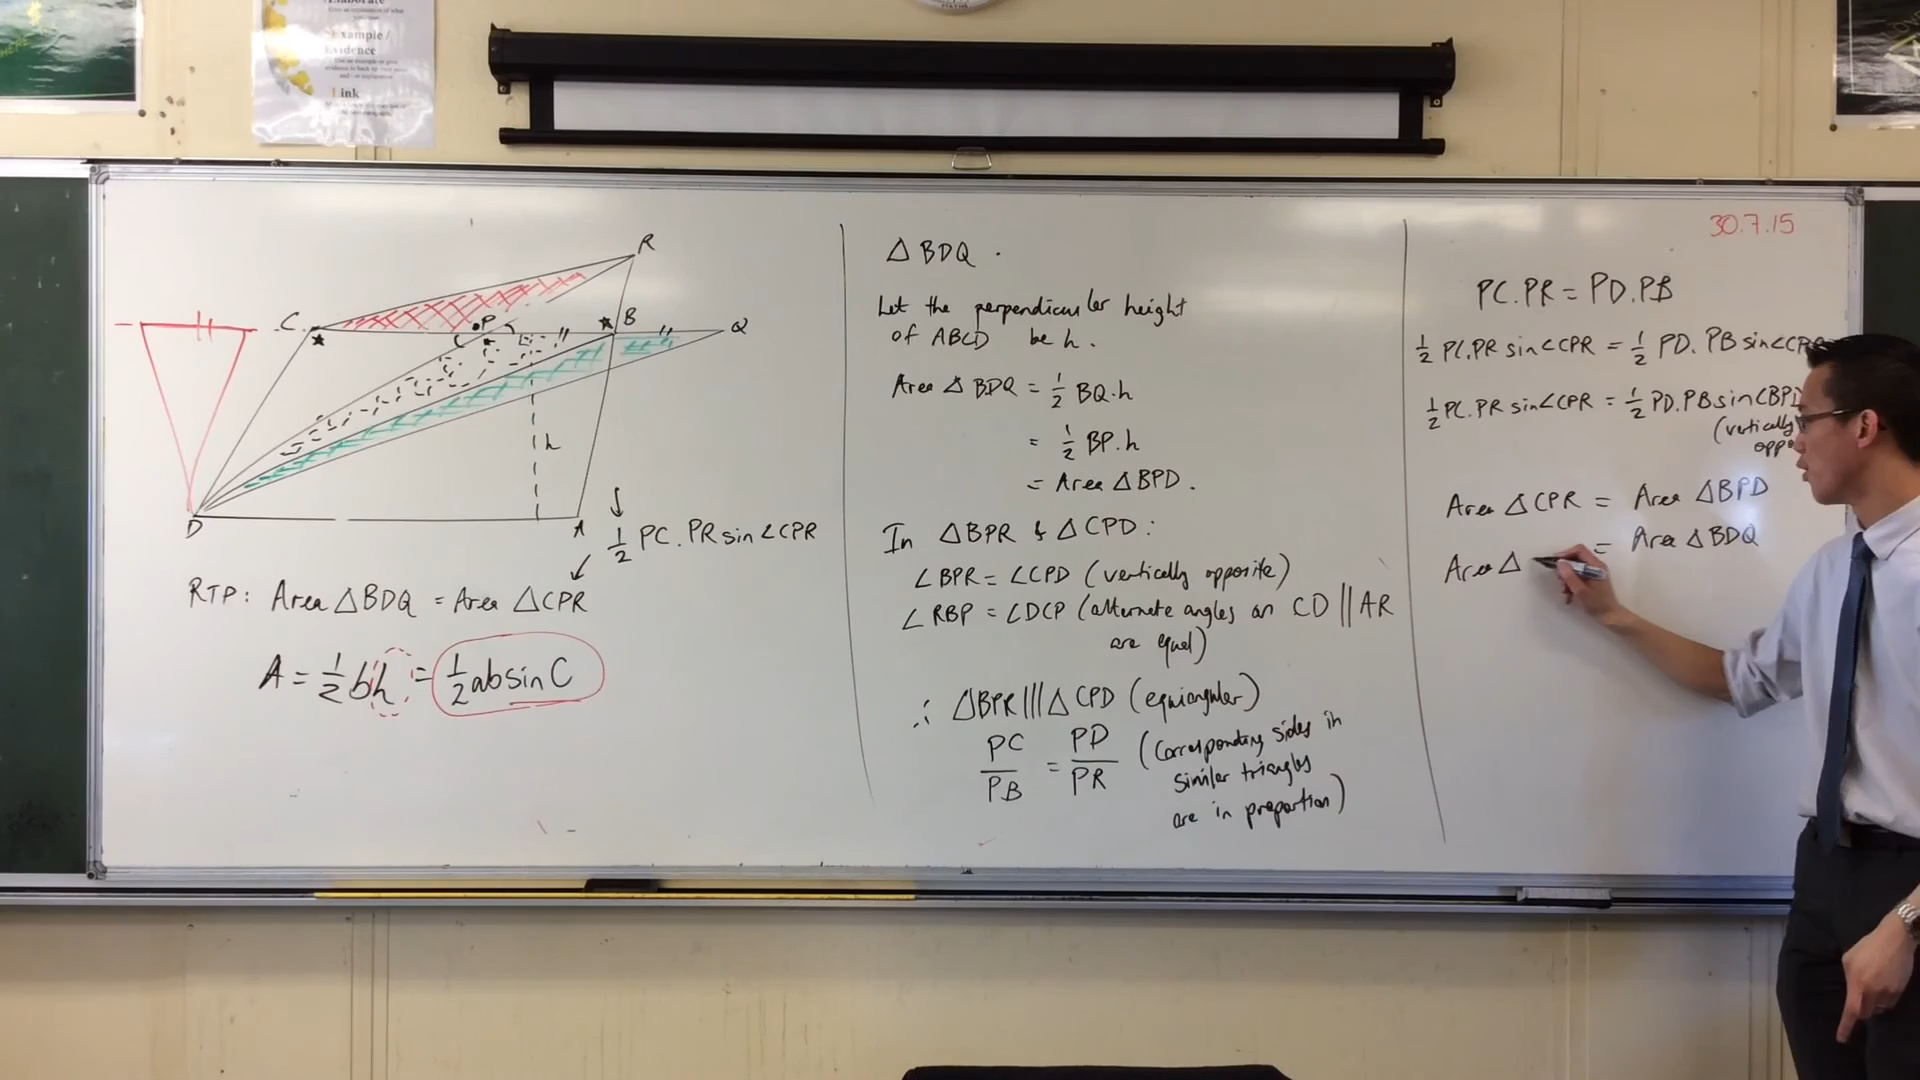 Elaborate
Example /
Evidence
Link
R
C
P
B
Q
h
D
A
1/2 PC.PR sin∠CPR
RTP: Area △BDQ = Area △CPR
A = 1/2 bh = 1/2 ab sin C
△BDQ.
Let the perpendicular height
of ABCD be h.
Area △BDQ = 1/2 BQ.h
= 1/2 BP.h
= Area △BPD.
In △BPR & △CPD:
∠BPR = ∠CPD (vertically opposite)
∠RBP = ∠DCP (alternate angles on CD || AR
are equal)
∴ △BPR ||| △CPD (equiangular)
PC/PB = PD/PR (corresponding sides in
similar triangles
are in proportion)
30.7.15
PC.PR = PD.PB
1/2 PC.PR sin∠CPR = 1/2 PD.PB sin∠CPR
1/2 PC.PR sin∠CPR = 1/2 PD.PB sin∠BPD
(vertically
Area △CPR = Area △BPD
= Area △BDQ
Area △